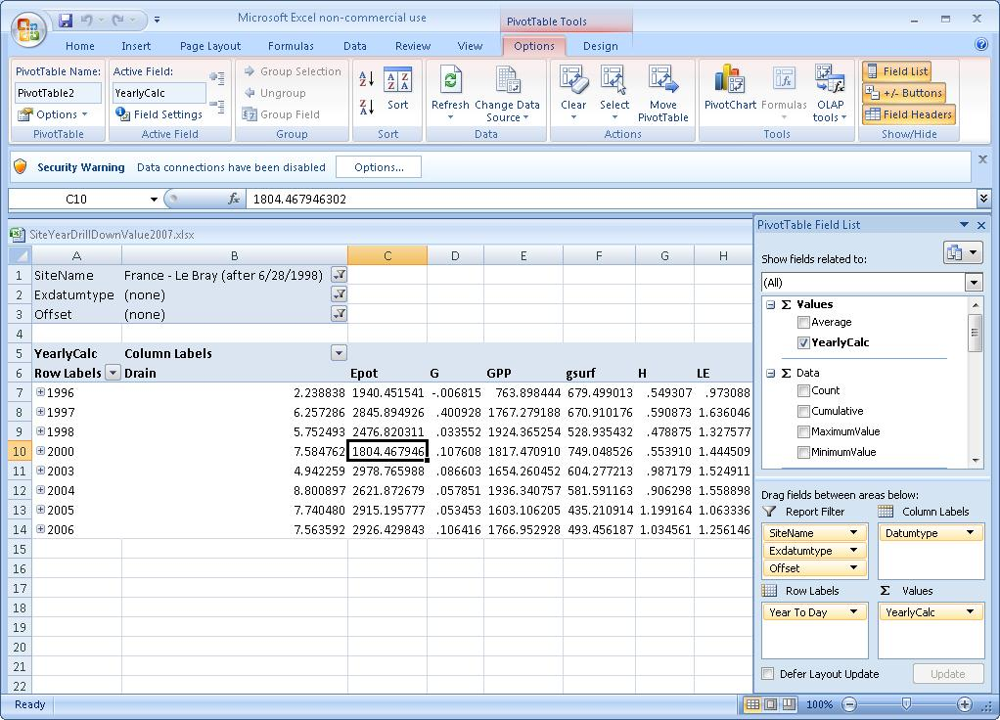 Microsoft Excel non-commercial use
PivotTable Tools
Home Insert Page Layout Formulas Data Review View Options Design
PivotTable Name:
PivotTable2
Options
PivotTable
Active Field:
YearlyCalc
Field Settings
Active Field
Group Selection
Ungroup
Group Field
Group
Sort
Sort
Refresh
Change Data Source
Data
Clear
Select
Move PivotTable
Actions
PivotChart
Formulas
OLAP tools
Tools
Field List
+/- Buttons
Field Headers
Show/Hide
Security Warning Data connections have been disabled Options...
C10 fx 1804.467946302
SiteYearDrillDownValue2007.xlsx
A B C D E F G H
1 SiteName France - Le Bray (after 6/28/1998)
2 Exdatumtype (none)
3 Offset (none)
4
5 YearlyCalc Column Labels
6 Row Labels Drain Epot G GPP gsurf H LE
7 1996 2.238838 1940.451541 -.006815 763.898444 679.499013 .549307 .973088
8 1997 6.257286 2845.894926 .400928 1767.279188 670.910176 .590873 1.636046
9 1998 5.752493 2476.820311 .033552 1924.365254 528.935432 .478875 1.327577
10 2000 7.584762 1804.467946 .107608 1817.470910 749.048526 .553910 1.444509
11 2003 4.942259 2978.765988 .086603 1654.260452 604.277213 .987179 1.524911
12 2004 8.800897 2621.872679 .057851 1936.340757 581.591163 .906298 1.558898
13 2005 7.740480 2915.195777 .053453 1603.106205 435.210914 1.199164 1.063336
14 2006 7.563592 2926.429843 .106416 1766.952928 493.456187 1.034561 1.256146
15
16
17
18
19
20
21
22
PivotTable Field List
Show fields related to:
(All)
Σ Values
Average
YearlyCalc
Σ Data
Count
Cumulative
MaximumValue
MinimumValue
Drag fields between areas below:
Report Filter
SiteName
Exdatumtype
Offset
Column Labels
Datumtype
Row Labels
Year To Day
Σ Values
YearlyCalc
Defer Layout Update Update
Ready 100%